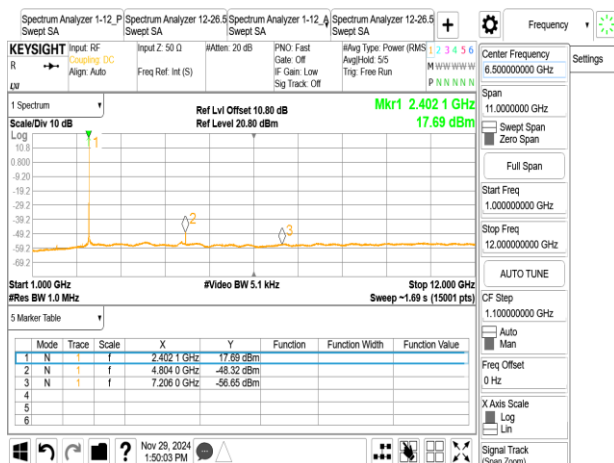 Spectrum Analyzer 1-12_P
Swept SA
Spectrum Analyzer 12-26.5
Swept SA
Spectrum Analyzer 1-12_A
Swept SA
Spectrum Analyzer 12-26.5
Swept SA
+
Frequency
Settings
KEYSIGHT
R
LXI
Input: RF
Coupling: DC
Align: Auto
Input Z: 50 Ω
Freq Ref: Int (S)
#Atten: 20 dB
PNO: Fast
Gate: Off
IF Gain: Low
Sig Track: Off
#Avg Type: Power (RMS
Avg|Hold: 5/5
Trig: Free Run
1 2 3 4 5 6
M W W W W W
P N N N N N
1 Spectrum
Scale/Div 10 dB
Ref Lvl Offset 10.80 dB
Ref Level 20.80 dBm
Mkr1 2.402 1 GHz
17.69 dBm
Log
10.8
0.800
-9.20
-19.2
-29.2
-39.2
-49.2
-59.2
-69.2
1
2
3
Start 1.000 GHz
#Res BW 1.0 MHz
#Video BW 5.1 kHz
Stop 12.000 GHz
Sweep ~1.69 s (15001 pts)
5 Marker Table
Mode Trace Scale X Y Function Function Width Function Value
1 N 1 f 2.402 1 GHz 17.69 dBm
2 N 1 f 4.804 0 GHz -48.32 dBm
3 N 1 f 7.206 0 GHz -56.65 dBm
4
5
6
Nov 29, 2024
1:50:03 PM
Center Frequency
6.500000000 GHz
Span
11.0000000 GHz
Swept Span
Zero Span
Full Span
Start Freq
1.000000000 GHz
Stop Freq
12.000000000 GHz
AUTO TUNE
CF Step
1.100000000 GHz
Auto
Man
Freq Offset
0 Hz
X Axis Scale
Log
Lin
Signal Track
(Span Zoom)